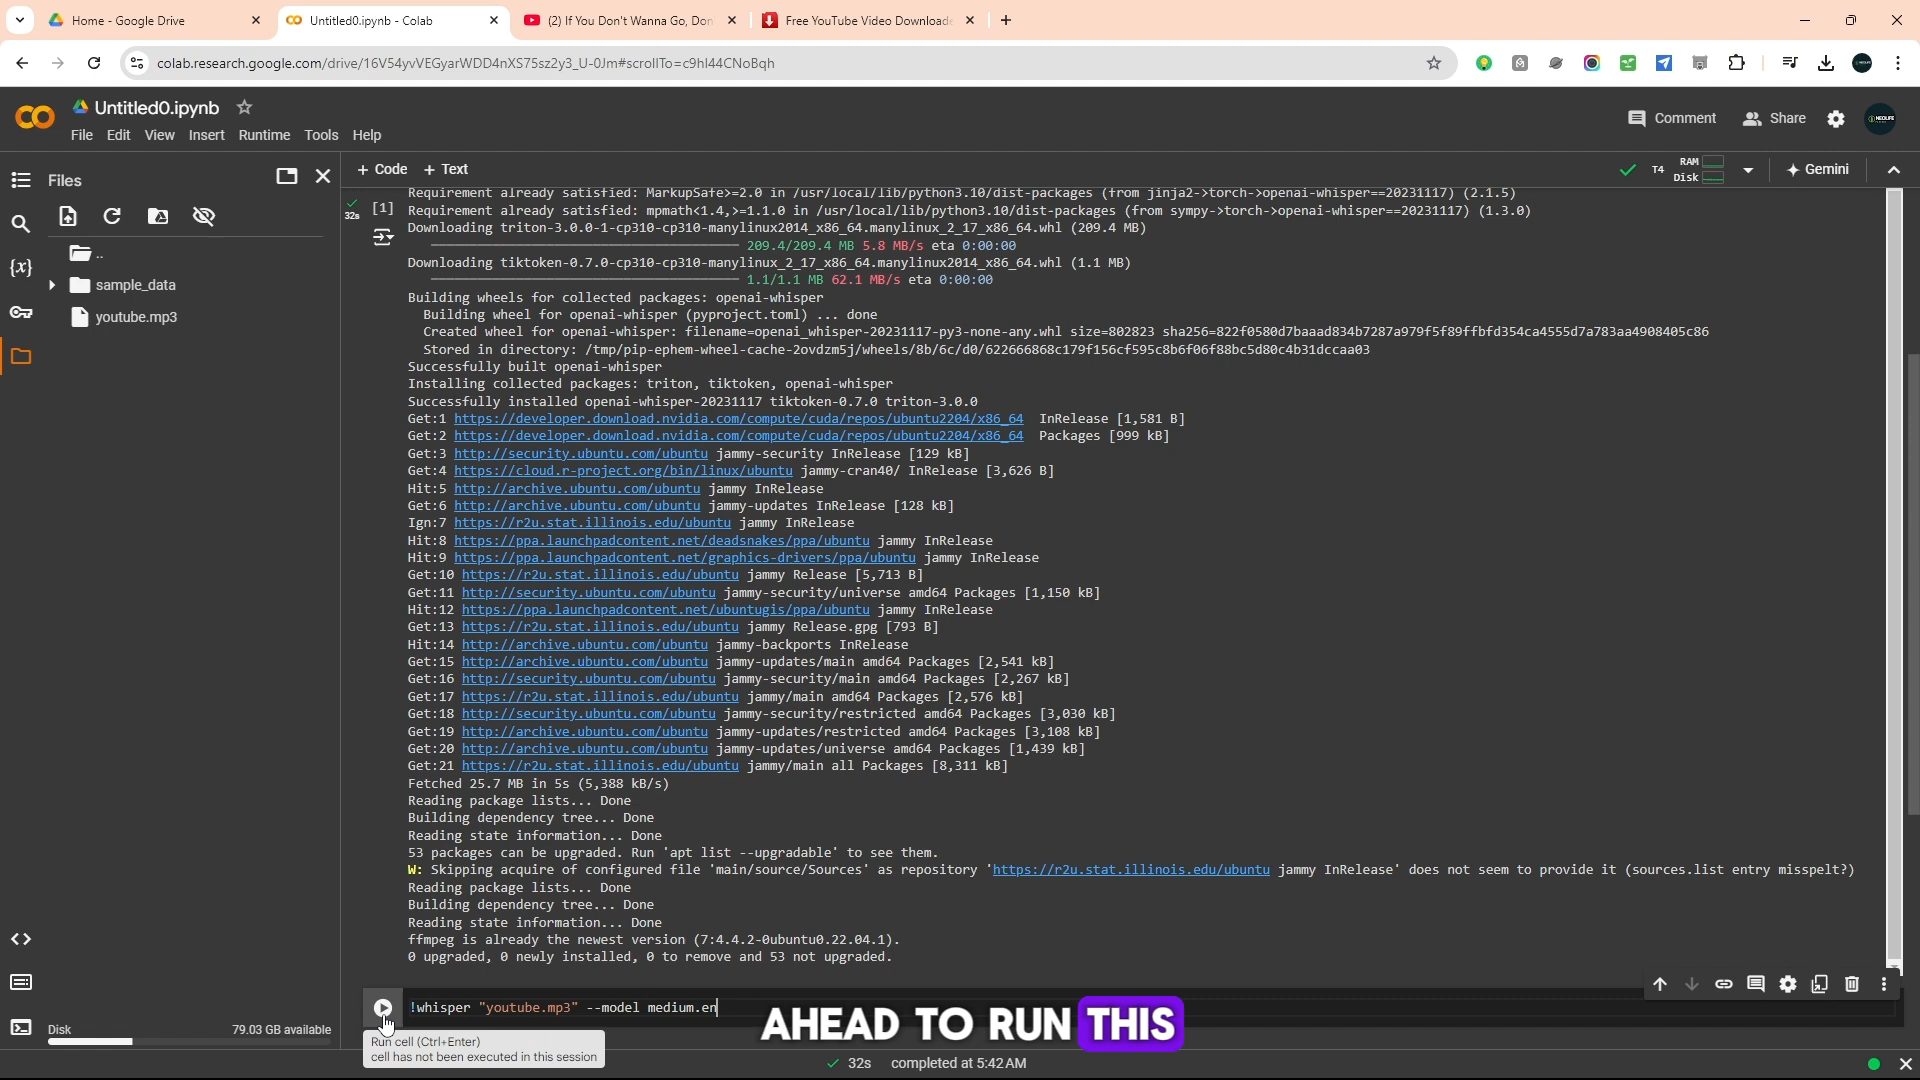 Home - Google Drive
Untitled0.ipynb - Colab
(2) If You Don't Wanna Go, Don
Free YouTube Video Downloade
colab.research.google.com/drive/16V54yvVEGyarWDD4nXS75sz2y3_U-0Jm#scrollTo=c9hl44CNoBqh
Untitled0.ipynb
Comment
Share
File Edit View Insert Runtime Tools Help
Files
+ Code + Text
T4
RAM
Disk
Gemini
..
sample_data
youtube.mp3
32s
[1]
Requirement already satisfied: MarkupSafe>=2.0 in /usr/local/lib/python3.10/dist-packages (from jinja2->torch->openai-whisper==20231117) (2.1.5)
Requirement already satisfied: mpmath<1.4,>=1.1.0 in /usr/local/lib/python3.10/dist-packages (from sympy->torch->openai-whisper==20231117) (1.3.0)
Downloading triton-3.0.0-1-cp310-cp310-manylinux2014_x86_64.manylinux_2_17_x86_64.whl (209.4 MB)
209.4/209.4 MB 5.8 MB/s eta 0:00:00
Downloading tiktoken-0.7.0-cp310-cp310-manylinux_2_17_x86_64.manylinux2014_x86_64.whl (1.1 MB)
1.1/1.1 MB 62.1 MB/s eta 0:00:00
Building wheels for collected packages: openai-whisper
Building wheel for openai-whisper (pyproject.toml) ... done
Created wheel for openai-whisper: filename=openai_whisper-20231117-py3-none-any.whl size=802823 sha256=822f0580d7baaad834b7287a979f5f89ffbfd354ca4555d7a783aa4908405c86
Stored in directory: /tmp/pip-ephem-wheel-cache-2ovdzm5j/wheels/8b/6c/d0/622666868c179f156cf595c8b6f06f88bc5d80c4b31dccaa03
Successfully built openai-whisper
Installing collected packages: triton, tiktoken, openai-whisper
Successfully installed openai-whisper-20231117 tiktoken-0.7.0 triton-3.0.0
Get:1 https://developer.download.nvidia.com/compute/cuda/repos/ubuntu2204/x86_64 InRelease [1,581 B]
Get:2 https://developer.download.nvidia.com/compute/cuda/repos/ubuntu2204/x86_64 Packages [999 kB]
Get:3 http://security.ubuntu.com/ubuntu jammy-security InRelease [129 kB]
Get:4 https://cloud.r-project.org/bin/linux/ubuntu jammy-cran40/ InRelease [3,626 B]
Hit:5 http://archive.ubuntu.com/ubuntu jammy InRelease
Get:6 http://archive.ubuntu.com/ubuntu jammy-updates InRelease [128 kB]
Ign:7 https://r2u.stat.illinois.edu/ubuntu jammy InRelease
Hit:8 https://ppa.launchpadcontent.net/deadsnakes/ppa/ubuntu jammy InRelease
Hit:9 https://ppa.launchpadcontent.net/graphics-drivers/ppa/ubuntu jammy InRelease
Get:10 https://r2u.stat.illinois.edu/ubuntu jammy Release [5,713 B]
Get:11 http://security.ubuntu.com/ubuntu jammy-security/universe amd64 Packages [1,150 kB]
Hit:12 https://ppa.launchpadcontent.net/ubuntugis/ppa/ubuntu jammy InRelease
Get:13 https://r2u.stat.illinois.edu/ubuntu jammy Release.gpg [793 B]
Hit:14 http://archive.ubuntu.com/ubuntu jammy-backports InRelease
Get:15 http://archive.ubuntu.com/ubuntu jammy-updates/main amd64 Packages [2,541 kB]
Get:16 http://security.ubuntu.com/ubuntu jammy-security/main amd64 Packages [2,267 kB]
Get:17 https://r2u.stat.illinois.edu/ubuntu jammy/main amd64 Packages [2,576 kB]
Get:18 http://security.ubuntu.com/ubuntu jammy-security/restricted amd64 Packages [3,030 kB]
Get:19 http://archive.ubuntu.com/ubuntu jammy-updates/restricted amd64 Packages [3,108 kB]
Get:20 http://archive.ubuntu.com/ubuntu jammy-updates/universe amd64 Packages [1,439 kB]
Get:21 https://r2u.stat.illinois.edu/ubuntu jammy/main all Packages [8,311 kB]
Fetched 25.7 MB in 5s (5,388 kB/s)
Reading package lists... Done
Building dependency tree... Done
Reading state information... Done
53 packages can be upgraded. Run 'apt list --upgradable' to see them.
W: Skipping acquire of configured file 'main/source/Sources' as repository 'https://r2u.stat.illinois.edu/ubuntu jammy InRelease' does not seem to provide it (sources.list entry misspelt?)
Reading package lists... Done
Building dependency tree... Done
Reading state information... Done
ffmpeg is already the newest version (7:4.4.2-0ubuntu0.22.04.1).
0 upgraded, 0 newly installed, 0 to remove and 53 not upgraded.
!whisper "youtube.mp3" --model medium.en
AHEAD TO RUN THIS
Run cell (Ctrl+Enter)
cell has not been executed in this session
Disk 79.03 GB available
32s completed at 5:42 AM